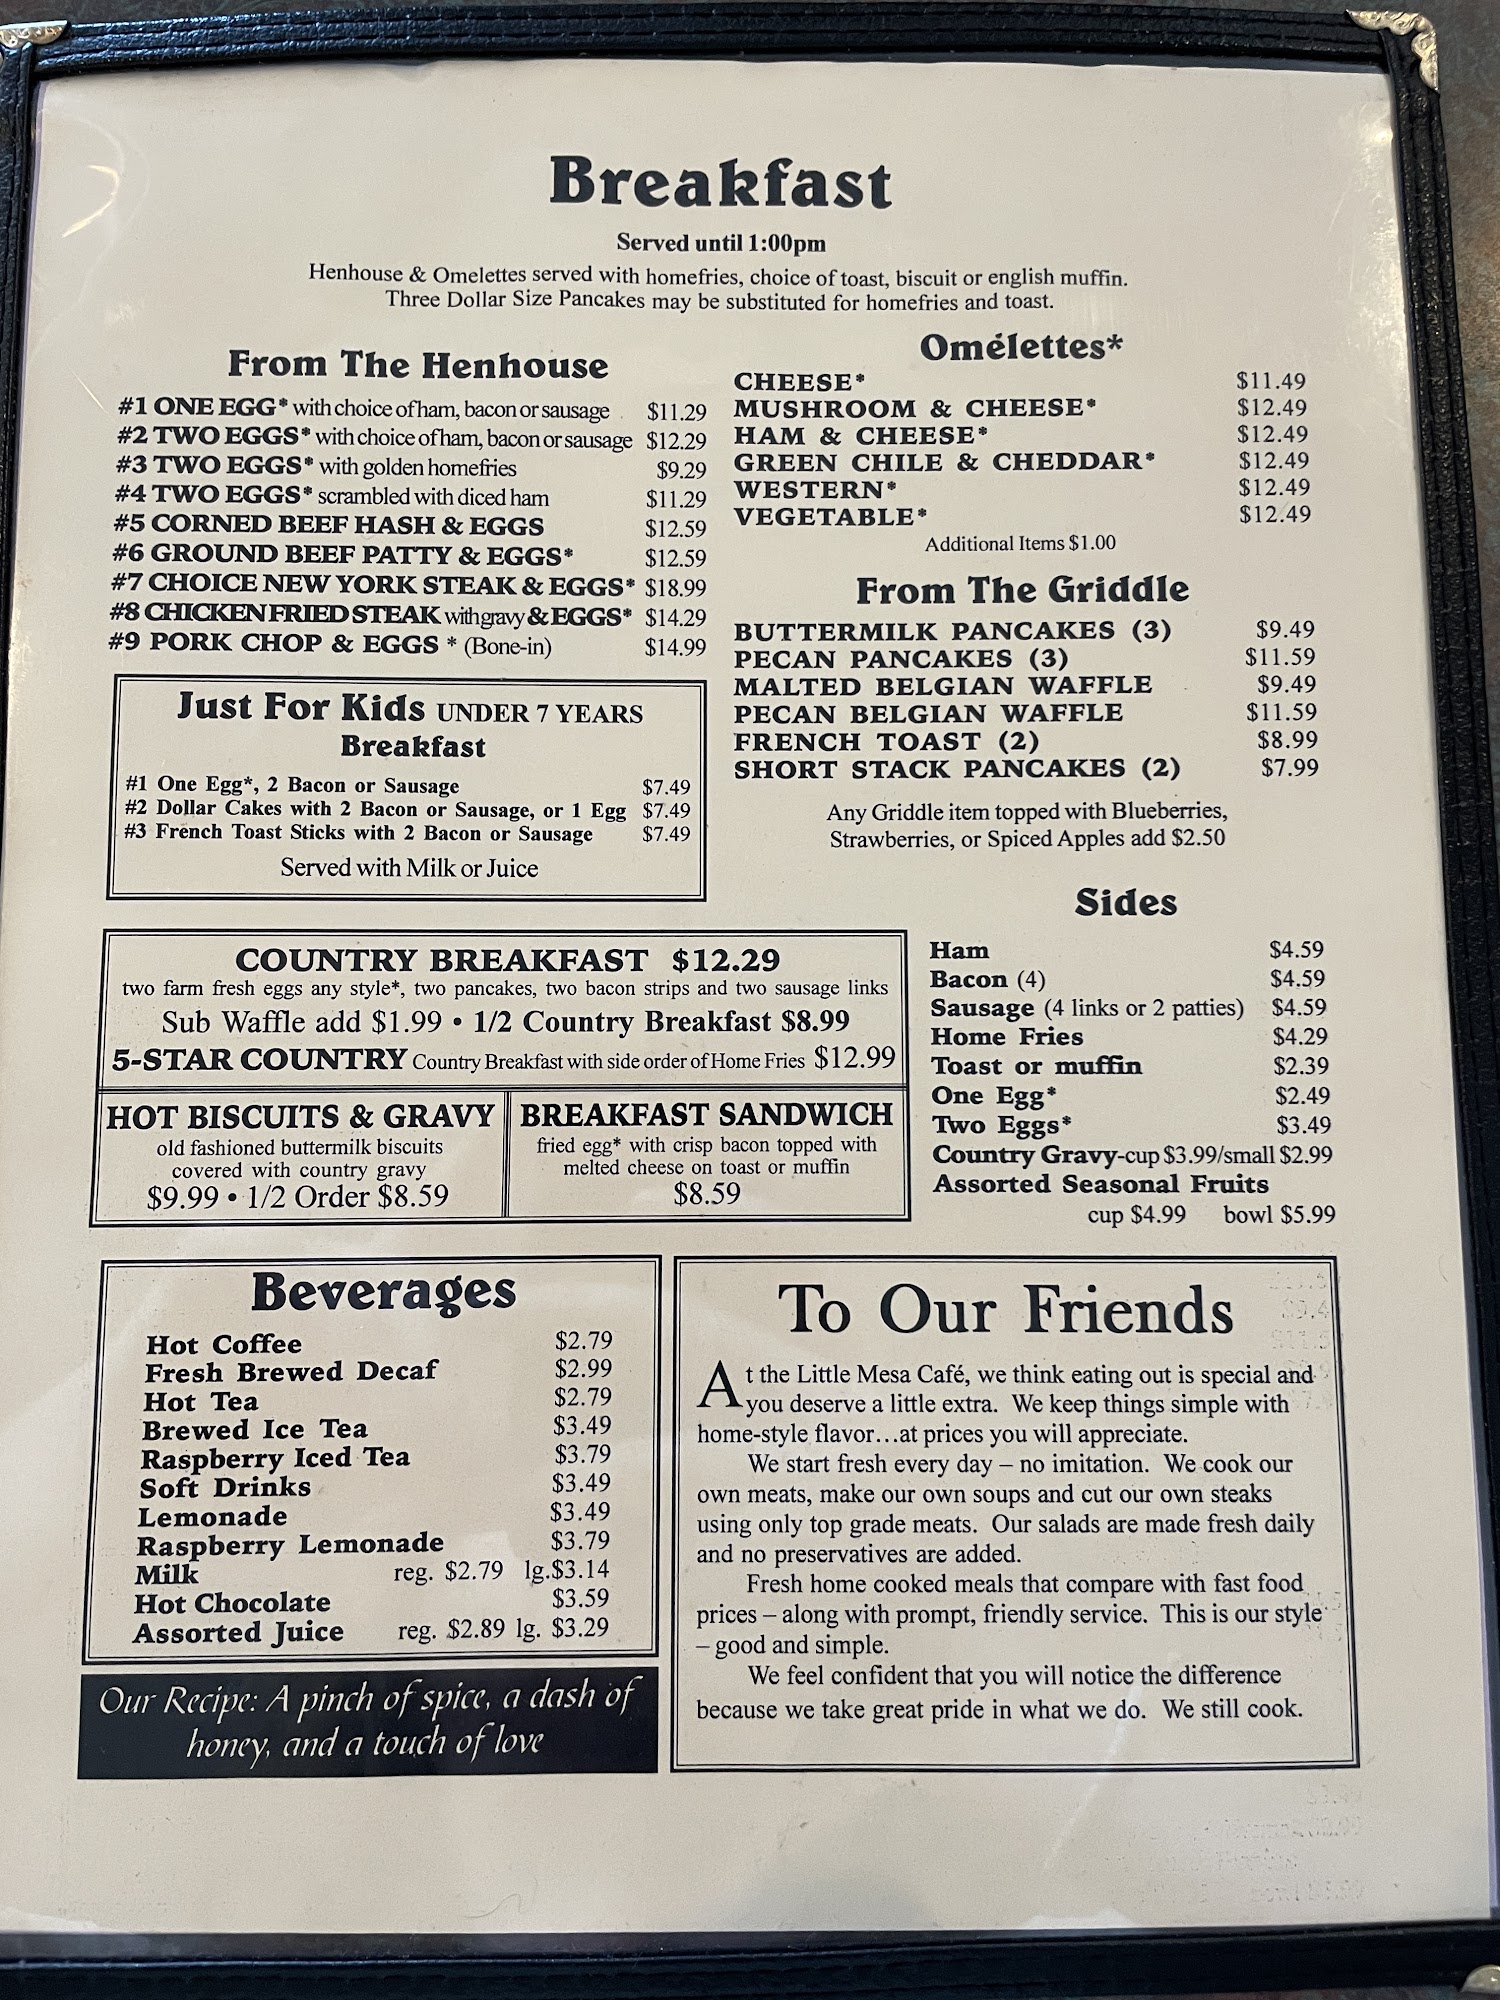 Breakfast
Served until 1:00pm
Henhouse & Omelettes served with homefries, choice of toast, biscuit or english muffin.
Three Dollar Size Pancakes may be substituted for homefries and toast.
From The Henhouse
#1 ONE EGG* with choice of ham, bacon or sausage $11.29
#2 TWO EGGS* with choice of ham, bacon or sausage $12.29
#3 TWO EGGS* with golden homefries $9.29
#4 TWO EGGS* scrambled with diced ham $11.29
#5 CORNED BEEF HASH & EGGS $12.59
#6 GROUND BEEF PATTY & EGGS* $12.59
#7 CHOICE NEW YORK STEAK & EGGS* $18.99
#8 CHICKEN FRIED STEAK with gravy & EGGS* $14.29
#9 PORK CHOP & EGGS * (Bone-in) $14.99
Just For Kids UNDER 7 YEARS
Breakfast
#1 One Egg*, 2 Bacon or Sausage $7.49
#2 Dollar Cakes with 2 Bacon or Sausage, or 1 Egg $7.49
#3 French Toast Sticks with 2 Bacon or Sausage $7.49
Served with Milk or Juice
Omélettes*
CHEESE* $11.49
MUSHROOM & CHEESE* $12.49
HAM & CHEESE* $12.49
GREEN CHILE & CHEDDAR* $12.49
WESTERN* $12.49
VEGETABLE* $12.49
Additional Items $1.00
From The Griddle
BUTTERMILK PANCAKES (3) $9.49
PECAN PANCAKES (3) $11.59
MALTED BELGIAN WAFFLE $9.49
PECAN BELGIAN WAFFLE $11.59
FRENCH TOAST (2) $8.99
SHORT STACK PANCAKES (2) $7.99
Any Griddle item topped with Blueberries,
Strawberries, or Spiced Apples add $2.50
COUNTRY BREAKFAST $12.29
two farm fresh eggs any style*, two pancakes, two bacon strips and two sausage links
Sub Waffle add $1.99 • 1/2 Country Breakfast $8.99
5-STAR COUNTRY Country Breakfast with side order of Home Fries $12.99
HOT BISCUITS & GRAVY
old fashioned buttermilk biscuits
covered with country gravy
$9.99 • 1/2 Order $8.59
BREAKFAST SANDWICH
fried egg* with crisp bacon topped with
melted cheese on toast or muffin
$8.59
Sides
Ham $4.59
Bacon (4) $4.59
Sausage (4 links or 2 patties) $4.59
Home Fries $4.29
Toast or muffin $2.39
One Egg* $2.49
Two Eggs* $3.49
Country Gravy-cup $3.99/small $2.99
Assorted Seasonal Fruits
cup $4.99 bowl $5.99
Beverages
Hot Coffee $2.79
Fresh Brewed Decaf $2.99
Hot Tea $2.79
Brewed Ice Tea $3.49
Raspberry Iced Tea $3.79
Soft Drinks $3.49
Lemonade $3.49
Raspberry Lemonade $3.79
Milk reg. $2.79 lg.$3.14
Hot Chocolate $3.59
Assorted Juice reg. $2.89 lg. $3.29
Our Recipe: A pinch of spice, a dash of
honey, and a touch of love
To Our Friends
At the Little Mesa Café, we think eating out is special and
you deserve a little extra. We keep things simple with
home-style flavor…at prices you will appreciate.
We start fresh every day – no imitation. We cook our
own meats, make our own soups and cut our own steaks
using only top grade meats. Our salads are made fresh daily
and no preservatives are added.
Fresh home cooked meals that compare with fast food
prices – along with prompt, friendly service. This is our style
– good and simple.
We feel confident that you will notice the difference
because we take great pride in what we do. We still cook.